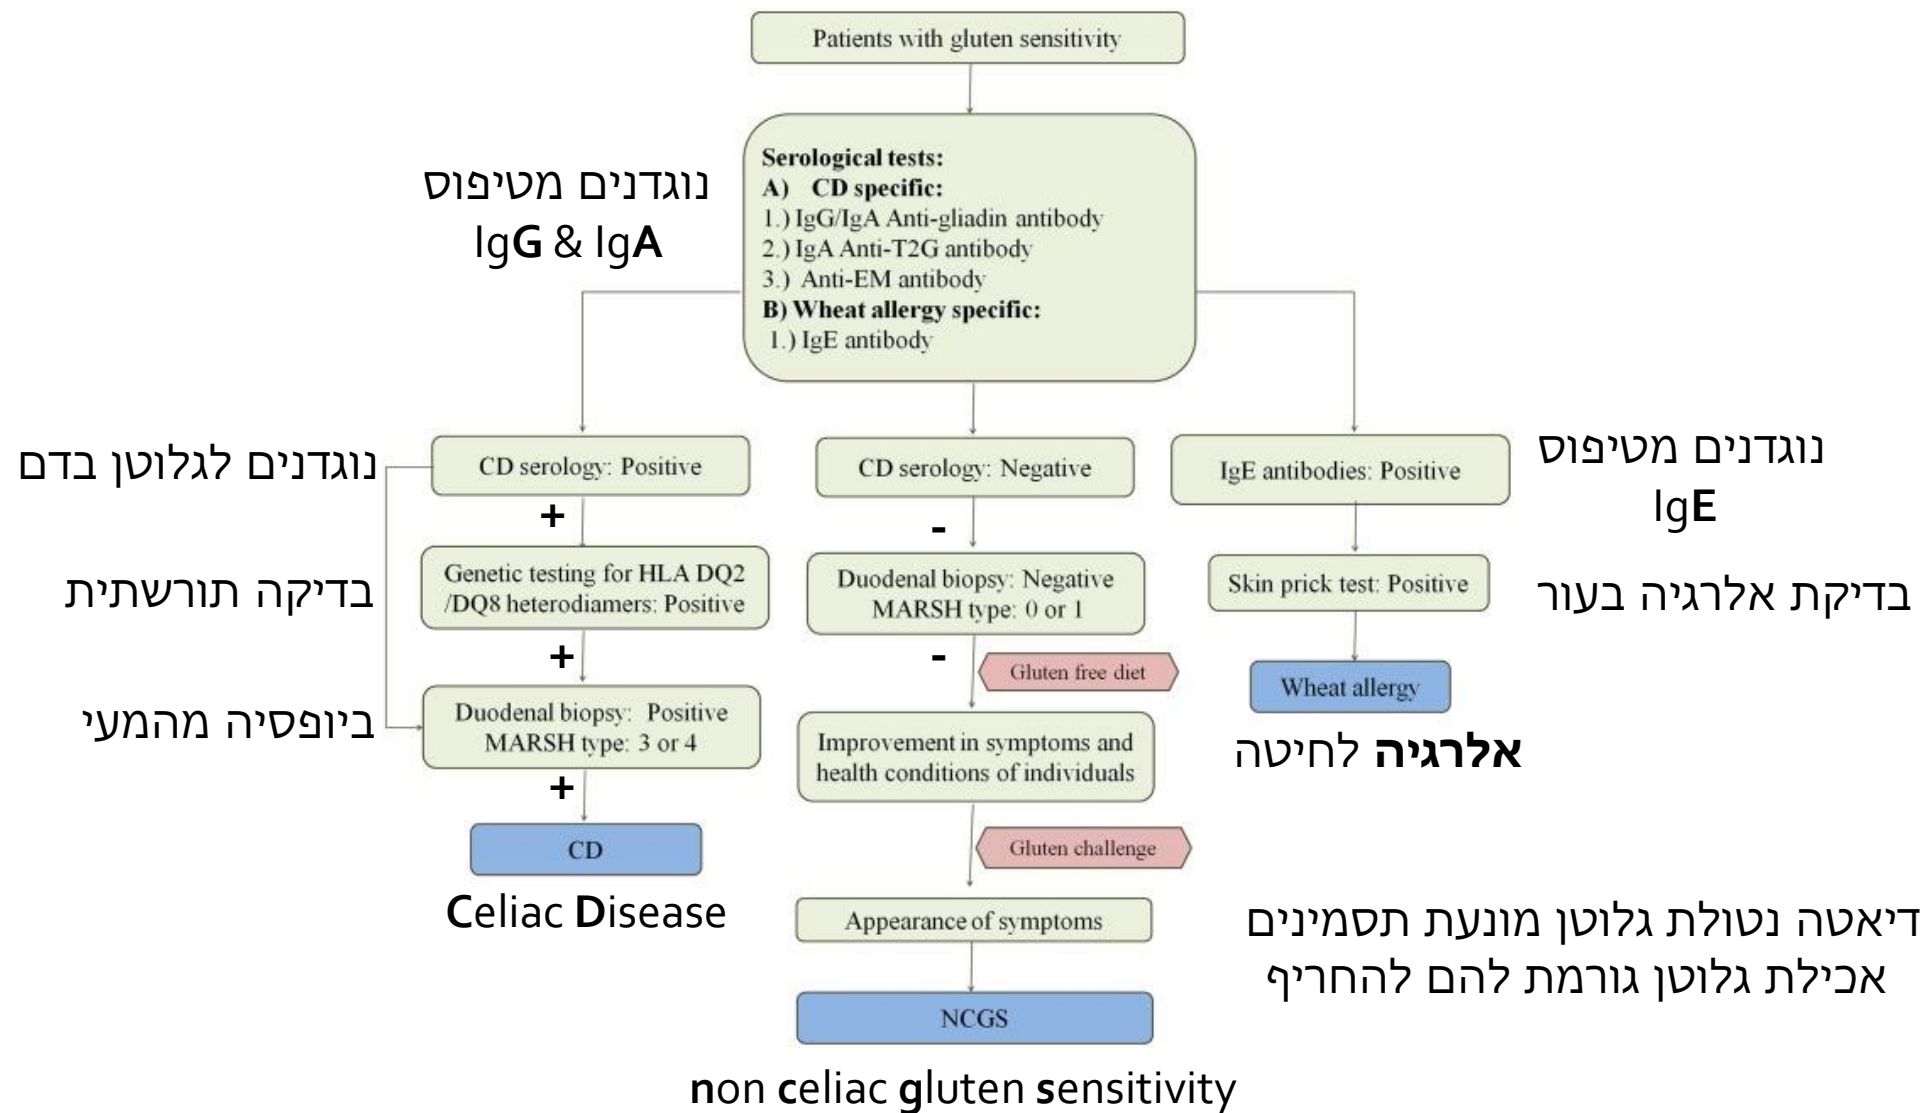 Patients with gluten sensitivity
Serological tests:
A) CD specific:
1.) IgG/IgA Anti-gliadin antibody
2.) IgA Anti-T2G antibody
3.) Anti-EM antibody
B) Wheat allergy specific:
1.) IgE antibody
נוגדנים מטיפוס
IgG & IgA
נוגדנים לגלוטן בדם
CD serology: Positive
+
בדיקה תורשתית
Genetic testing for HLA DQ2
/DQ8 heterodiamers: Positive
+
ביופסיה מהמעי
Duodenal biopsy: Positive
MARSH type: 3 or 4
+
CD
Celiac Disease
CD serology: Negative
-
Duodenal biopsy: Negative
MARSH type: 0 or 1
-
Gluten free diet
Improvement in symptoms and
health conditions of individuals
Gluten challenge
Appearance of symptoms
NCGS
non celiac gluten sensitivity
IgE antibodies: Positive
נוגדנים מטיפוס
IgE
Skin prick test: Positive
בדיקת אלרגיה בעור
Wheat allergy
אלרגיה לחיטה
דיאטה נטולת גלוטן מונעת תסמינים
אכילת גלוטן גורמת להם להחריף